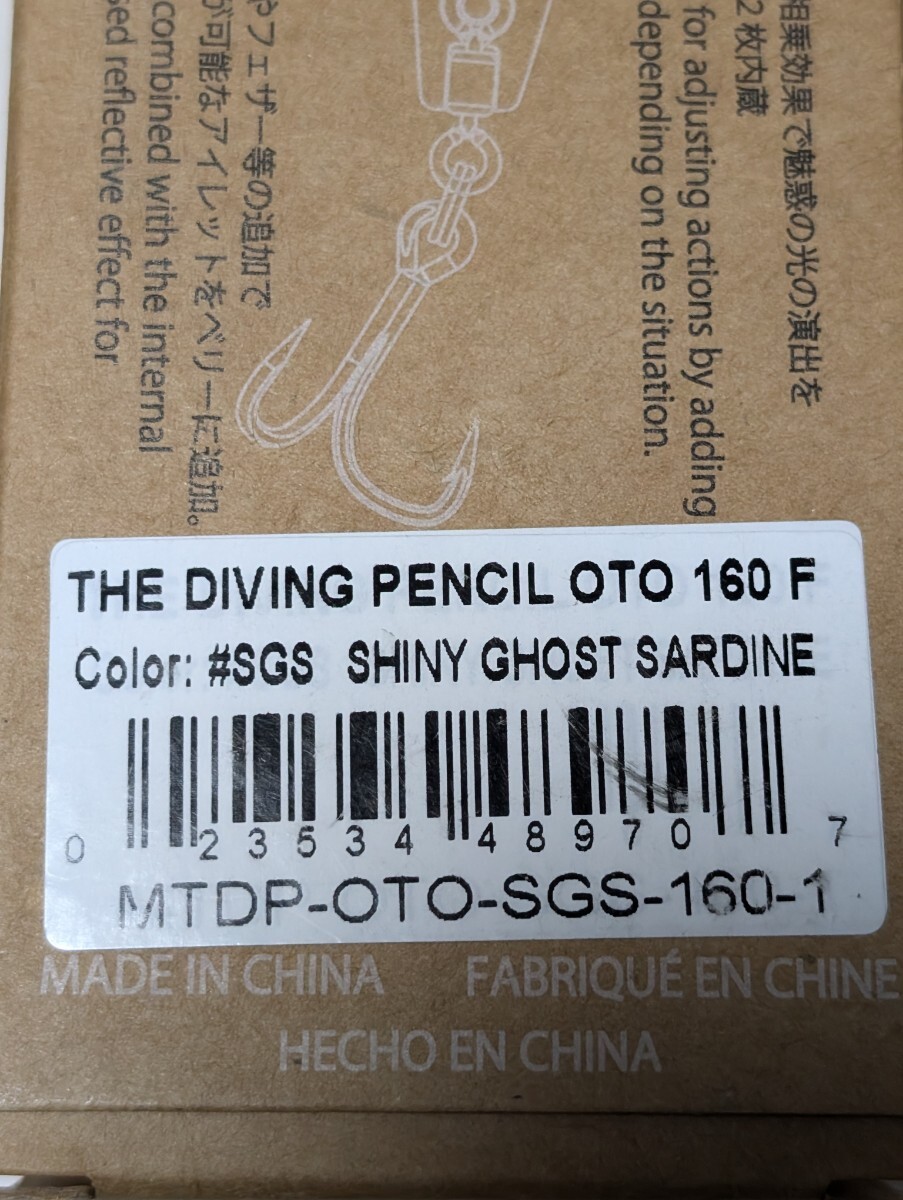 相乗効果で魅惑の光の演出を
2枚内蔵
for adjusting actions by adding
depending on the situation.
フェザー等の追加で
可能なアイレットをベリーに追加。
combined with the internal
reflective effect for
THE DIVING PENCIL OTO 160 F
Color: #SGS SHINY GHOST SARDINE
0 23534 48970 7
MTDP-OTO-SGS-160-1
MADE IN CHINA FABRIQUÉ EN CHINE
HECHO EN CHINA